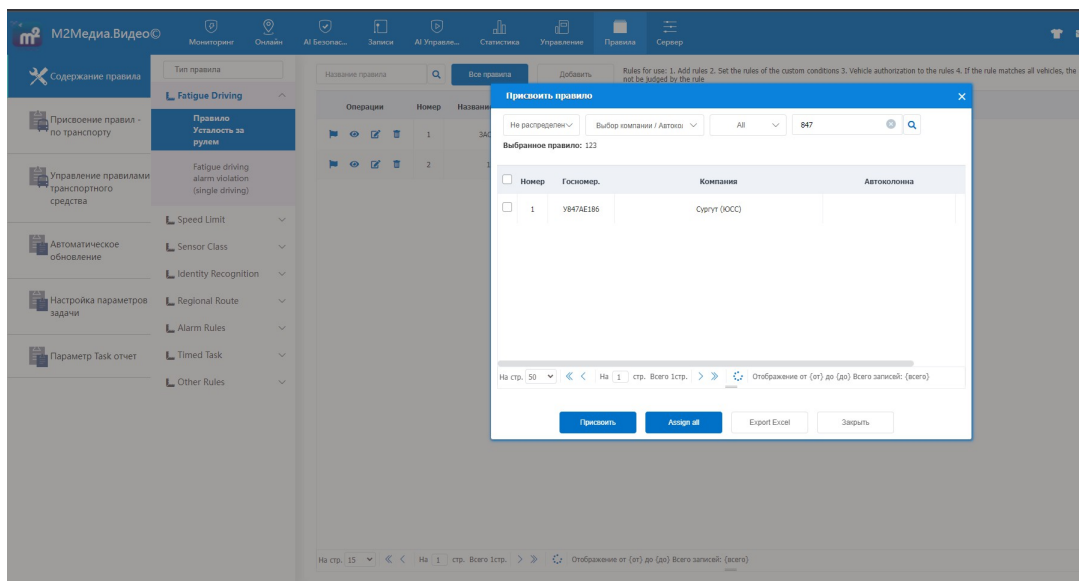 m²
М2Медиа.Видео©
Мониторинг
Онлайн
AI Безопас...
Записи
AI Управле...
Статистика
Управление
Правила
Сервер
Содержание правила
Присвоение правил -
по транспорту
Управление правилами
транспортного
средства
Автоматическое
обновление
Настройка параметров
задачи
Параметр Task отчет
Тип правила
Fatigue Driving
Правило
Усталость за
рулем
Fatigue driving
alarm violation
(single driving)
Speed Limit
Sensor Class
Identity Recognition
Regional Route
Alarm Rules
Timed Task
Other Rules
Название правила
Все правила
Добавить
Rules for use: 1. Add rules 2. Set the rules of the custom conditions 3. Vehicle authorization to the rules 4. If the rule matches all vehicles, the
not be judged by the rule
Операции Номер Названи
1 ЗАС
2 1
Присвоить правило
Не распределен
Выбор компании / Автокол
All
847
Выбранное правило: 123
Номер Госномер. Компания Автоколонна
1 У847АЕ186 Сургут (ЮСС)
На стр. 50 На 1 стр. Всего 1стр. Отображение от {от} до {до} Всего записей: {всего}
Присвоить
Assign all
Export Excel
Закрыть
На стр. 15 На 1 стр. Всего 1стр. Отображение от {от} до {до} Всего записей: {всего}